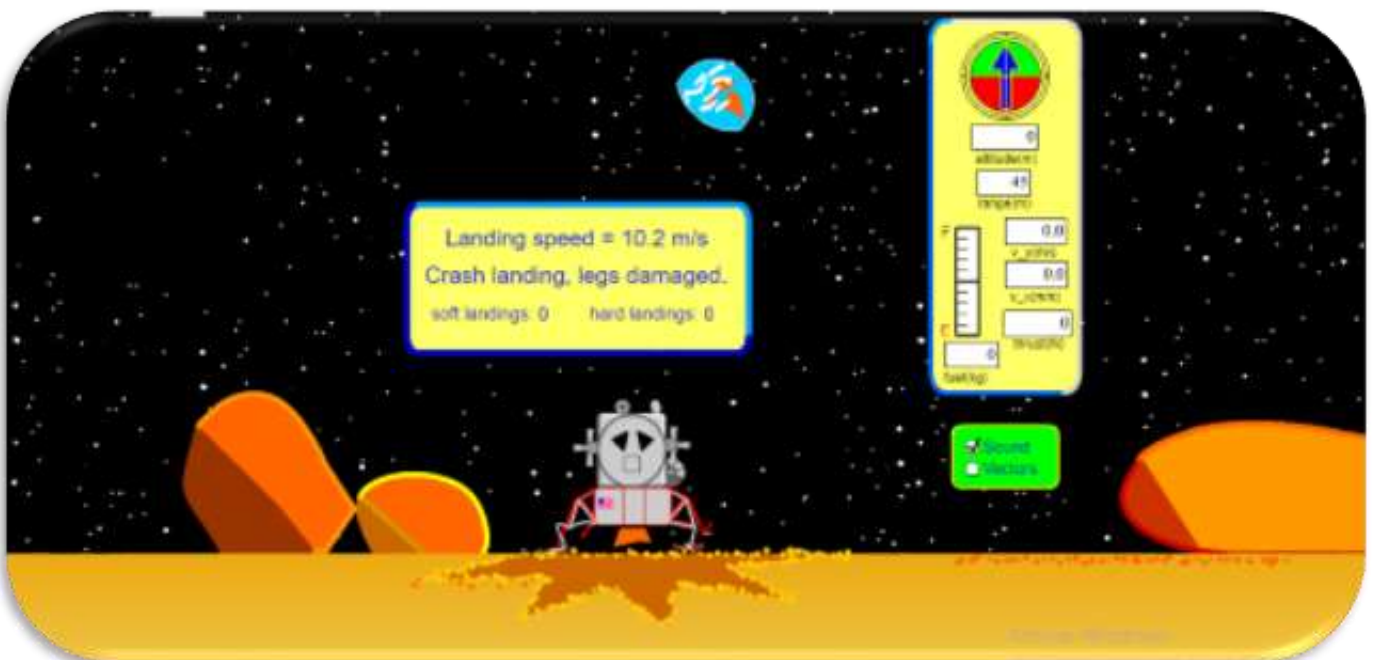 Landing speed = 10.2 m/s
Crash landing, legs damaged.
soft landings: 0 hard landings: 0
0
altitude(m)
range(m)
0.0
0.0
0
0
fuel(kg)
Sound
Vectors